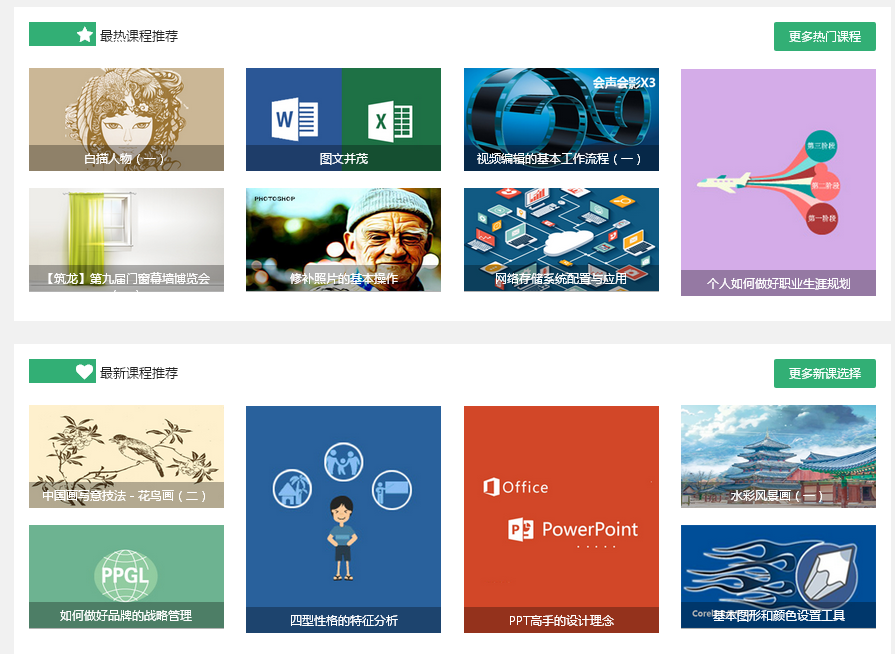 最热课程推荐
更多热门课程
白描人物（一）
W
X
图文并茂
会声会影X3
视频编辑的基本工作流程（一）
第三阶段
第二阶段
第一阶段
个人如何做好职业生涯规划
【筑龙】第九届门窗幕墙博览会
PHOTOSHOP
修补照片的基本操作
网络存储系统配置与应用
最新课程推荐
更多新课选择
中国画写意技法－花鸟画（二）
四型性格的特征分析
Office
P
PowerPoint
PPT高手的设计理念
水彩风景画（一）
PPGL
如何做好品牌的战略管理
基本图形和颜色设置工具